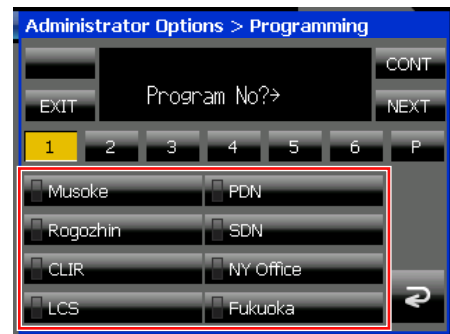 Administrator Options > Programming
CONT
EXIT
Program No?→
NEXT
1 2 3 4 5 6 P
Musoke PDN
Rogozhin SDN
CLIR NY Office
LCS Fukuoka